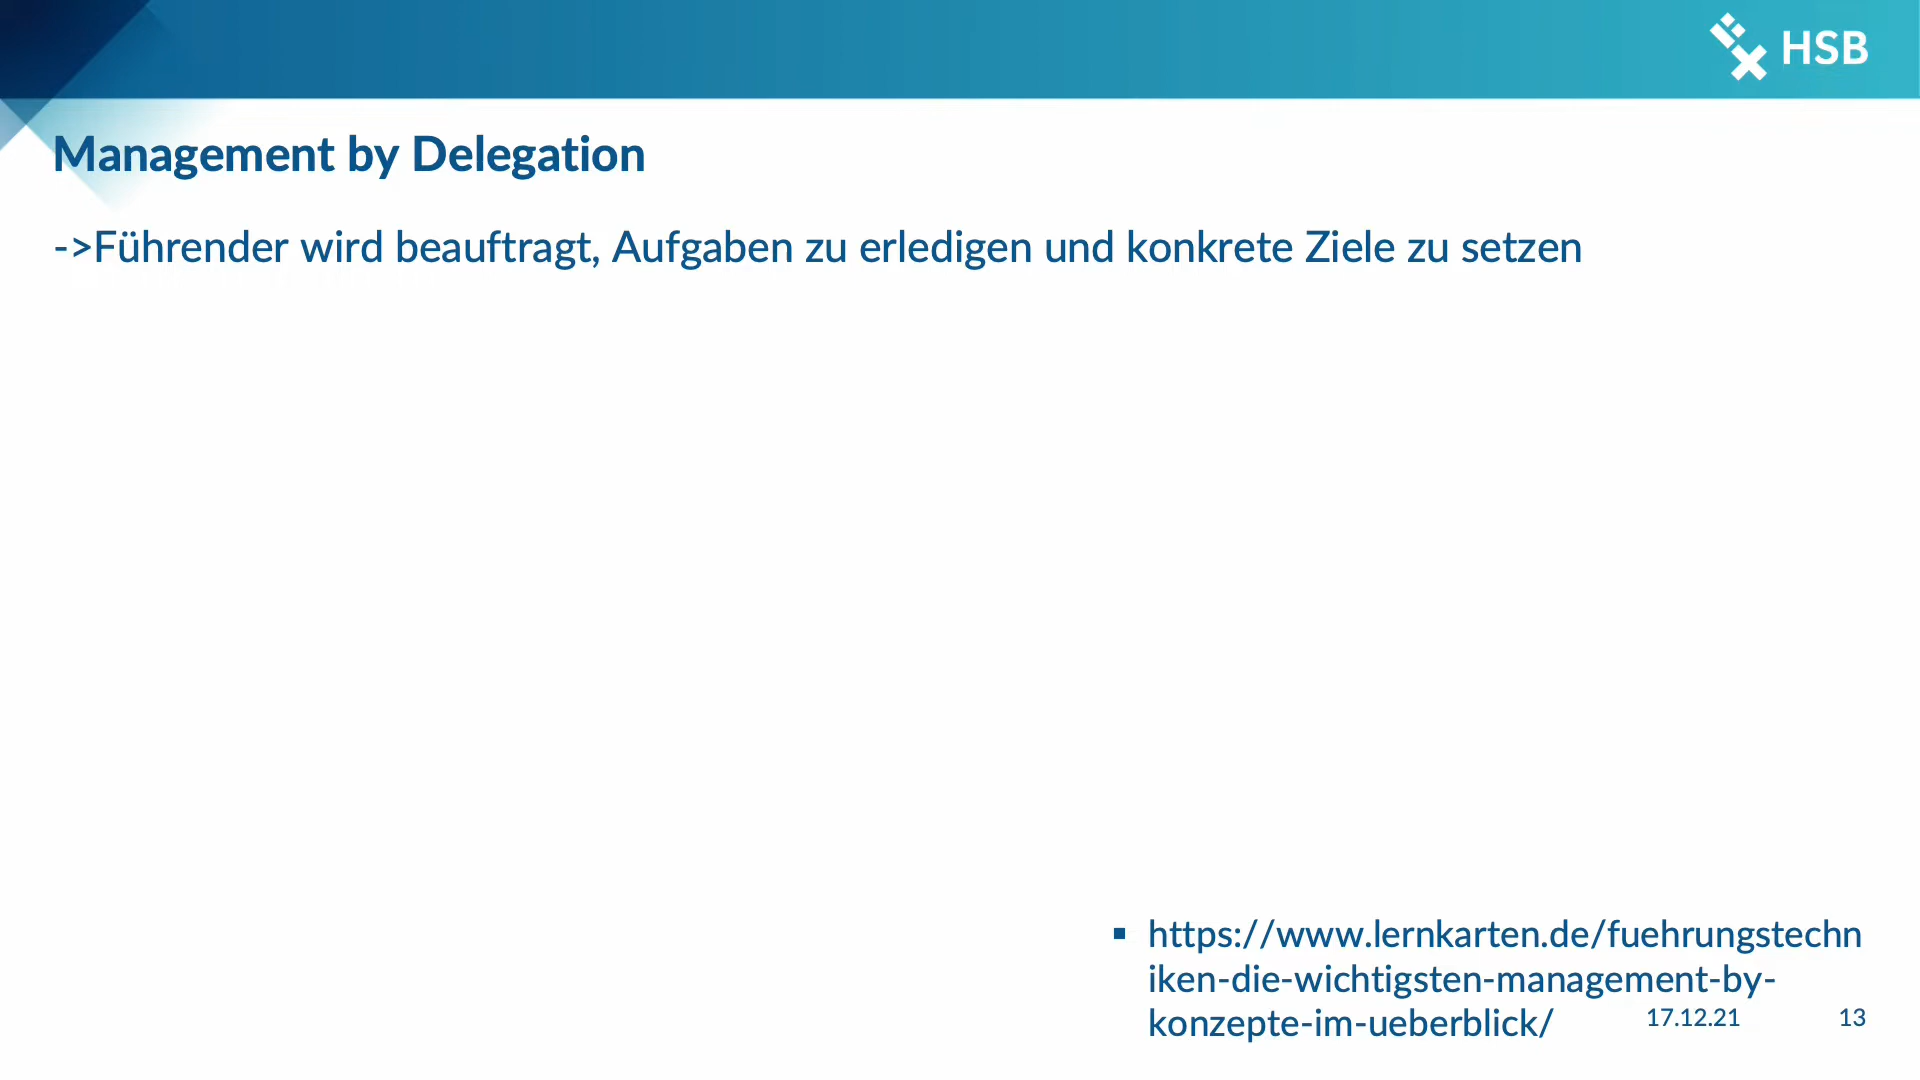 HSB
Management by Delegation
->Führender wird beauftragt, Aufgaben zu erledigen und konkrete Ziele zu setzen
▪ https://www.lernkarten.de/fuehrungstechn
iken-die-wichtigsten-management-by-
konzepte-im-ueberblick/
17.12.21
13